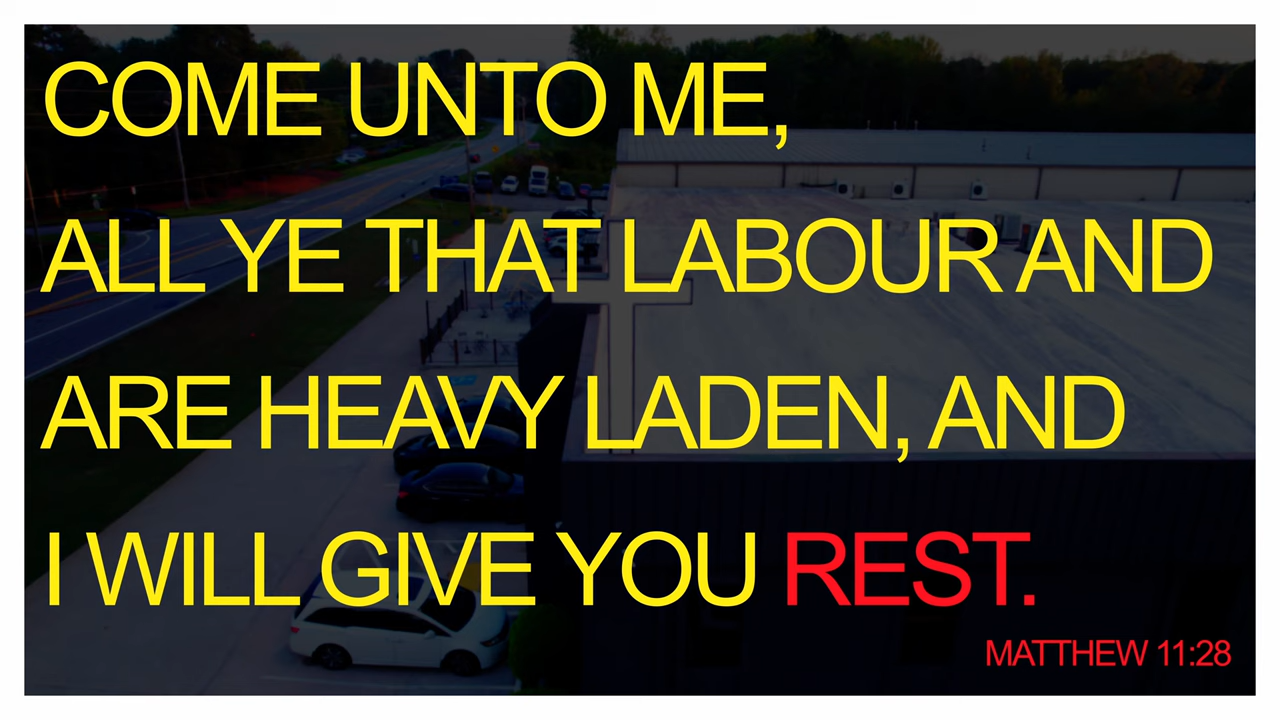 COME UNTO ME,
ALL YE THAT LABOUR AND
ARE HEAVY LADEN, AND
I WILL GIVE YOU REST.
MATTHEW 11:28